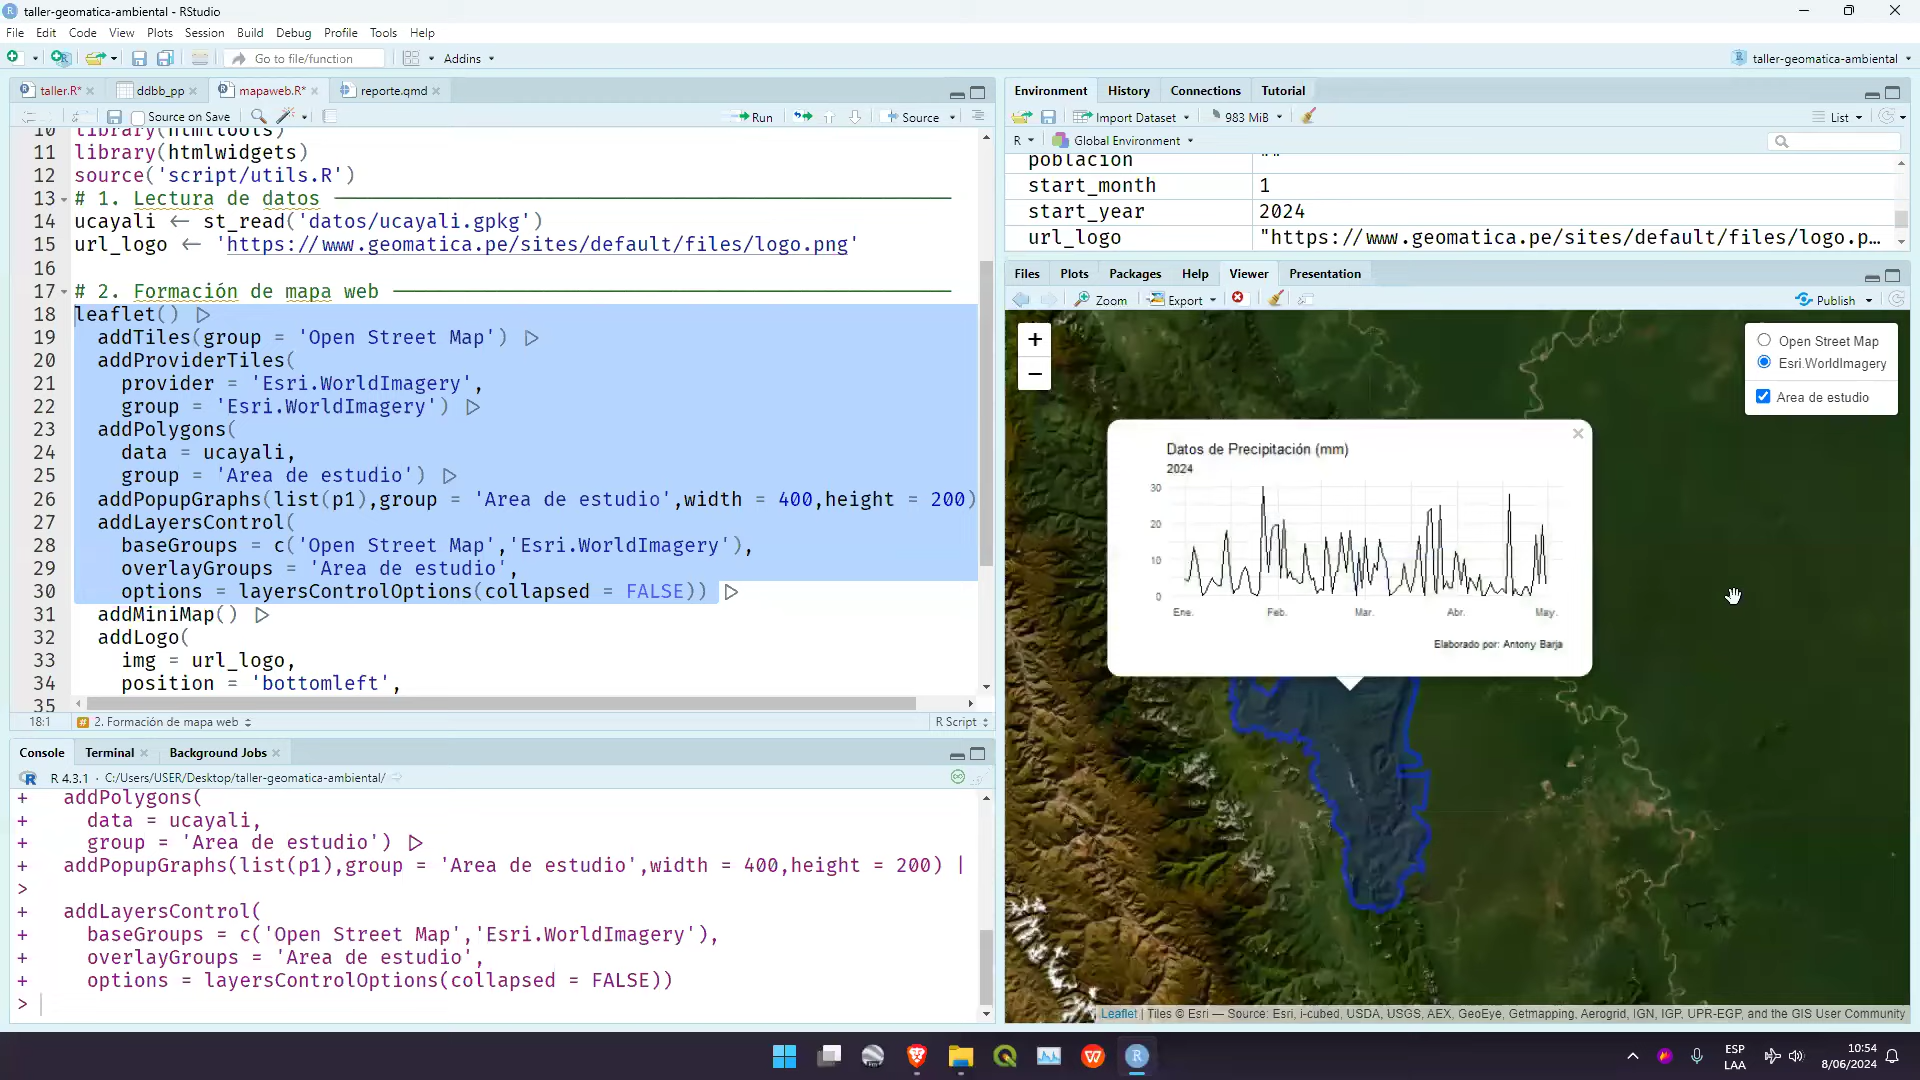 taller-geomatica-ambiental - RStudio
File Edit Code View Plots Session Build Debug Profile Tools Help
Go to file/function Addins taller-geomatica-ambiental
taller.R* ddbb_pp mapaweb.R* reporte.qmd
Source on Save Run Source
10 library(htmltools)
11 library(htmlwidgets)
12 source('script/utils.R')
13 # 1. Lectura de datos
14 ucayali <- st_read('datos/ucayali.gpkg')
15 url_logo <- 'https://www.geomatica.pe/sites/default/files/logo.png'
16
17 # 2. Formación de mapa web
18 leaflet() |>
19 addTiles(group = 'Open Street Map') |>
20 addProviderTiles(
21 provider = 'Esri.WorldImagery',
22 group = 'Esri.WorldImagery') |>
23 addPolygons(
24 data = ucayali,
25 group = 'Area de estudio') |>
26 addPopupGraphs(list(p1),group = 'Area de estudio',width = 400,height = 200)
27 addLayersControl(
28 baseGroups = c('Open Street Map','Esri.WorldImagery'),
29 overlayGroups = 'Area de estudio',
30 options = layersControlOptions(collapsed = FALSE)) |>
31 addMiniMap() |>
32 addLogo(
33 img = url_logo,
34 position = 'bottomleft',
35
18:1 2. Formación de mapa web R Script
Console Terminal Background Jobs
R 4.3.1 · C:/Users/USER/Desktop/taller-geomatica-ambiental/
+ addPolygons(
+ data = ucayali,
+ group = 'Area de estudio') |>
+ addPopupGraphs(list(p1),group = 'Area de estudio',width = 400,height = 200) |
>
+ addLayersControl(
+ baseGroups = c('Open Street Map','Esri.WorldImagery'),
+ overlayGroups = 'Area de estudio',
+ options = layersControlOptions(collapsed = FALSE))
>
Environment History Connections Tutorial
Import Dataset 983 MiB List
R Global Environment
poblacion ""
start_month 1
start_year 2024
url_logo "https://www.geomatica.pe/sites/default/files/logo.p…
Files Plots Packages Help Viewer Presentation
Zoom Export Publish
+
−
Open Street Map
Esri.WorldImagery
Area de estudio
×
Datos de Precipitación (mm)
2024
30
20
10
0
Ene. Feb. Mar. Abr. May.
Elaborado por: Antony Barja
Leaflet | Tiles © Esri — Source: Esri, i-cubed, USDA, USGS, AEX, GeoEye, Getmapping, Aerogrid, IGN, IGP, UPR-EGP, and the GIS User Community
ESP
LAA
10:54
8/06/2024